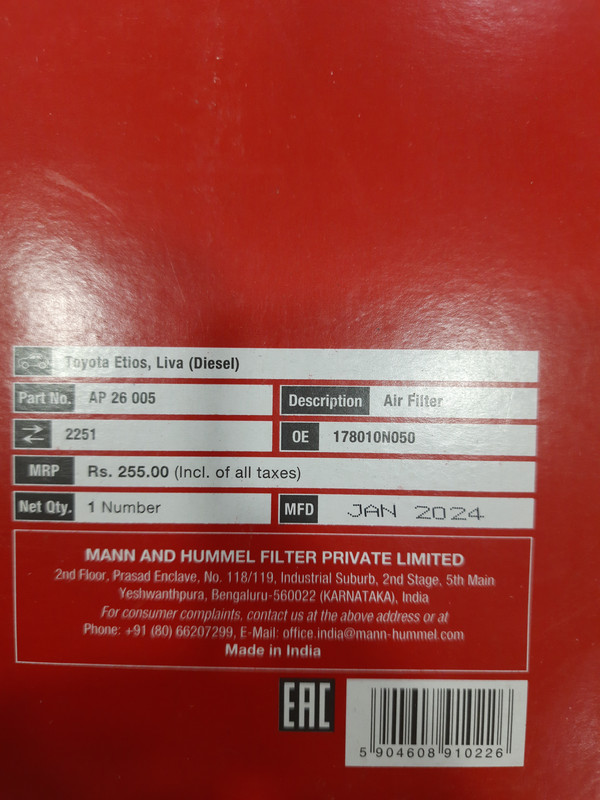 Toyota Etios, Liva (Diesel)
Part No. AP 26 005 Description Air Filter
2251 OE 178010N050
MRP Rs. 255.00 (Incl. of all taxes)
Net Qty. 1 Number MFD JAN 2024
MANN AND HUMMEL FILTER PRIVATE LIMITED
2nd Floor, Prasad Enclave, No. 118/119, Industrial Suburb, 2nd Stage, 5th Main
Yeshwanthpura, Bengaluru-560022 (KARNATAKA), India
For consumer complaints, contact us at the above address or at
Phone: +91 (80) 66207299, E-Mail: office.india@mann-hummel.com
Made in India
EAC
5 904608 910226